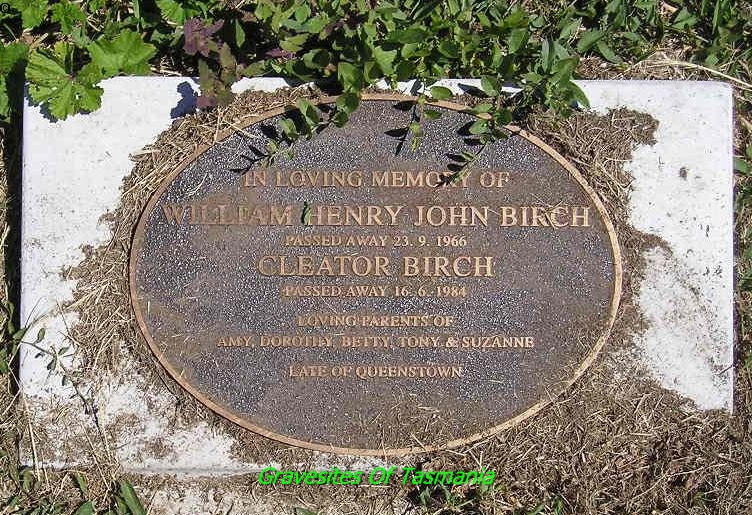 IN LOVING MEMORY OF
WILLIAM HENRY JOHN BIRCH
PASSED AWAY 23. 9. 1966
CLEATOR BIRCH
PASSED AWAY 16. 6. 1984
LOVING PARENTS OF
AMY, DOROTHY, BETTY, TONY & SUZANNE
LATE OF QUEENSTOWN
Gravesites Of Tasmania